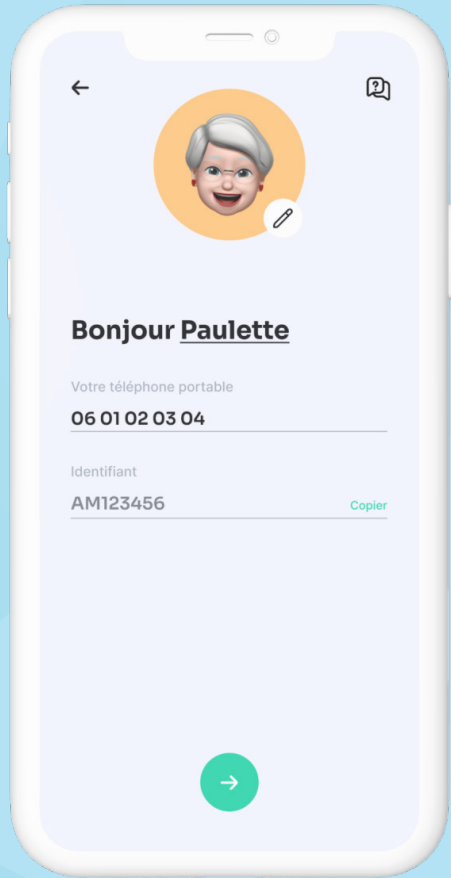 Bonjour Paulette
Votre téléphone portable
06 01 02 03 04
Identifiant
AM123456 Copier